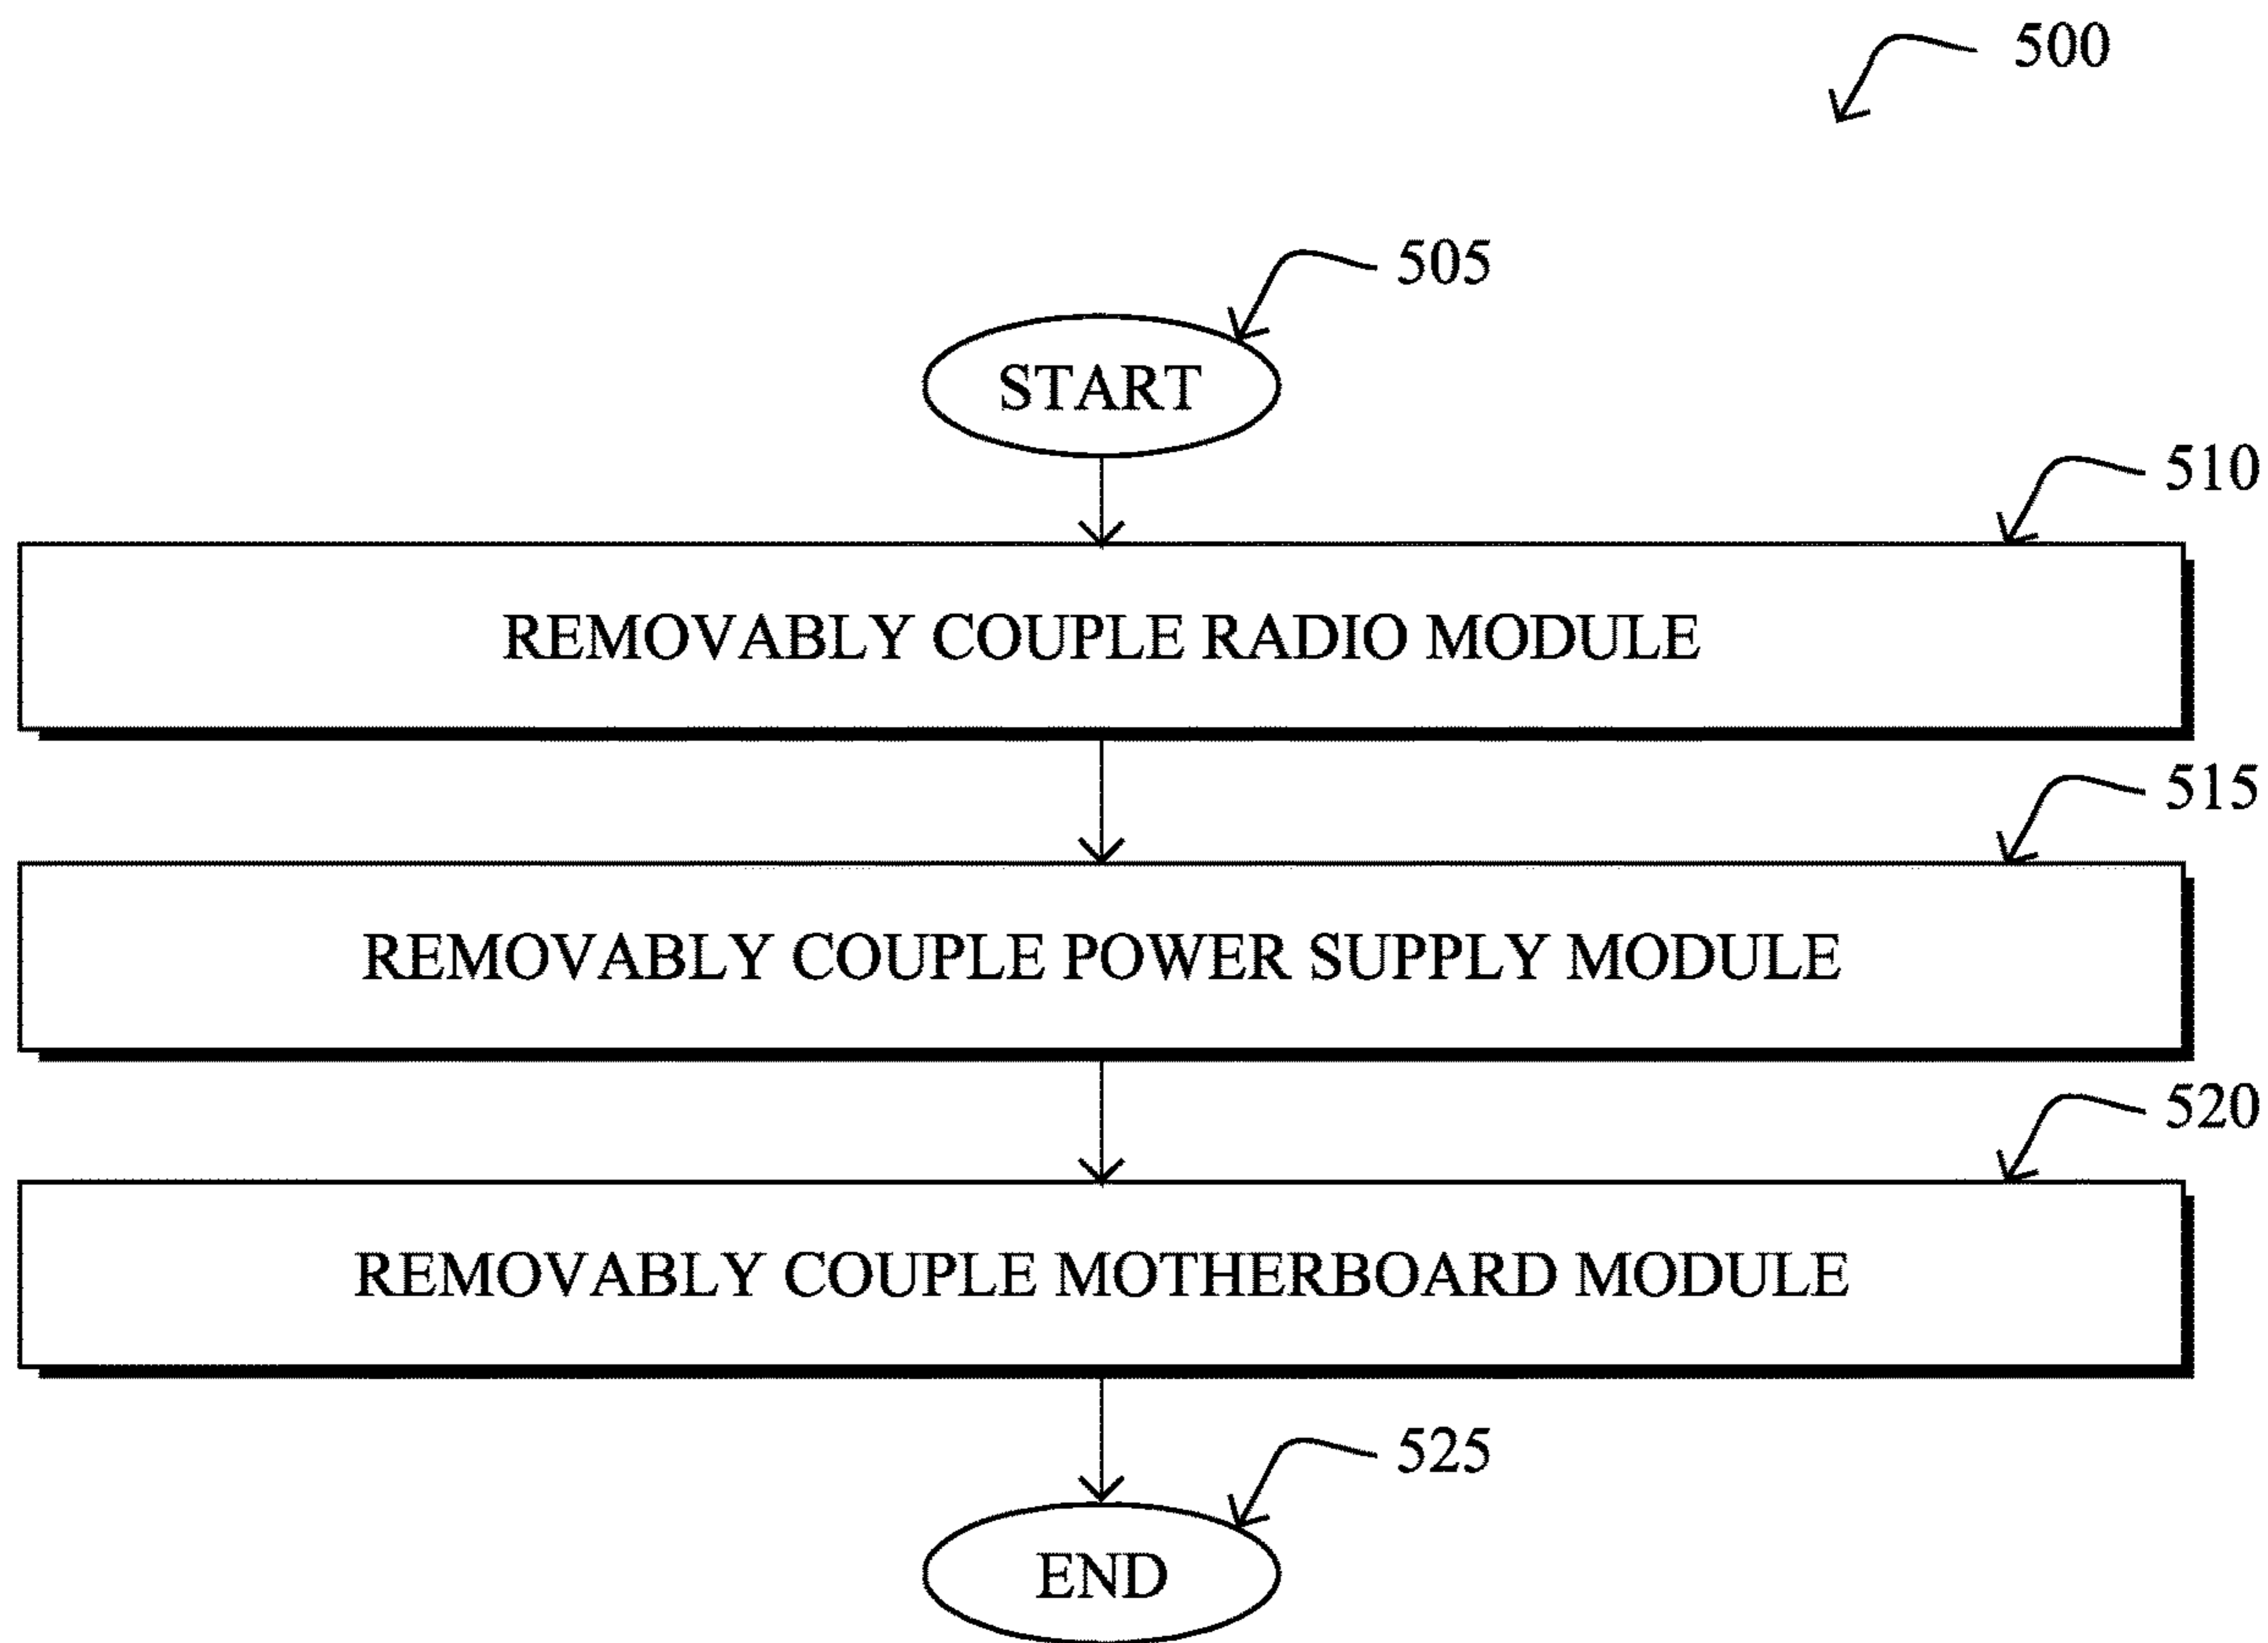 500
505
START
510
REMOVABLY COUPLE RADIO MODULE
515
REMOVABLY COUPLE POWER SUPPLY MODULE
520
REMOVABLY COUPLE MOTHERBOARD MODULE
525
END